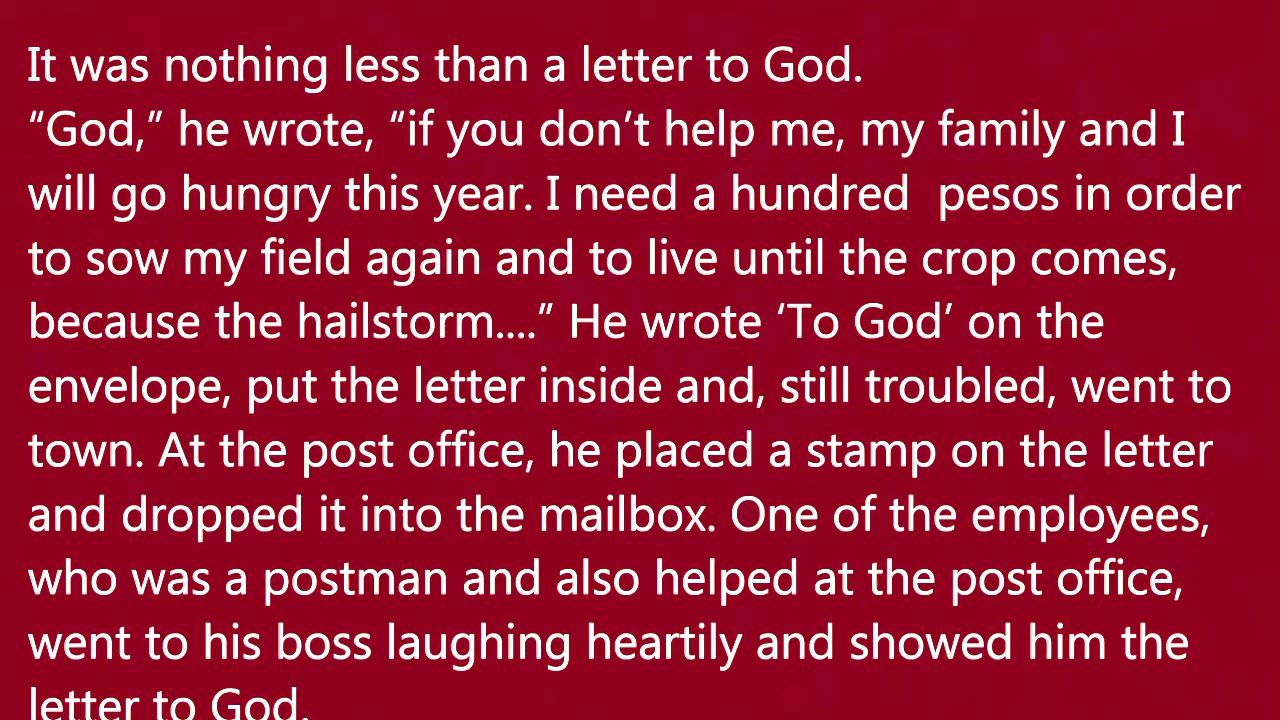 It was nothing less than a letter to God.
“God,” he wrote, “if you don’t help me, my family and I
will go hungry this year. I need a hundred  pesos in order
to sow my field again and to live until the crop comes,
because the hailstorm....” He wrote ‘To God’ on the
envelope, put the letter inside and, still troubled, went to
town. At the post office, he placed a stamp on the letter
and dropped it into the mailbox. One of the employees,
who was a postman and also helped at the post office,
went to his boss laughing heartily and showed him the
letter to God.